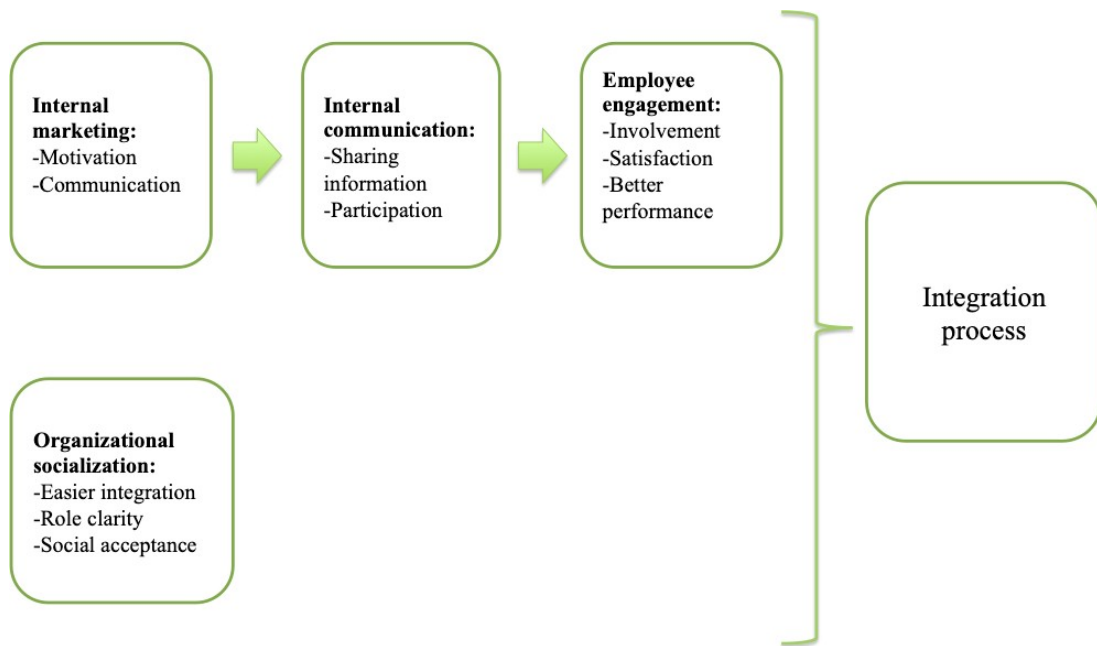 Internal
marketing:
-Motivation
-Communication
Internal
communication:
-Sharing
information
-Participation
Employee
engagement:
-Involvement
-Satisfaction
-Better
performance
Organizational
socialization:
-Easier integration
-Role clarity
-Social acceptance
Integration
process